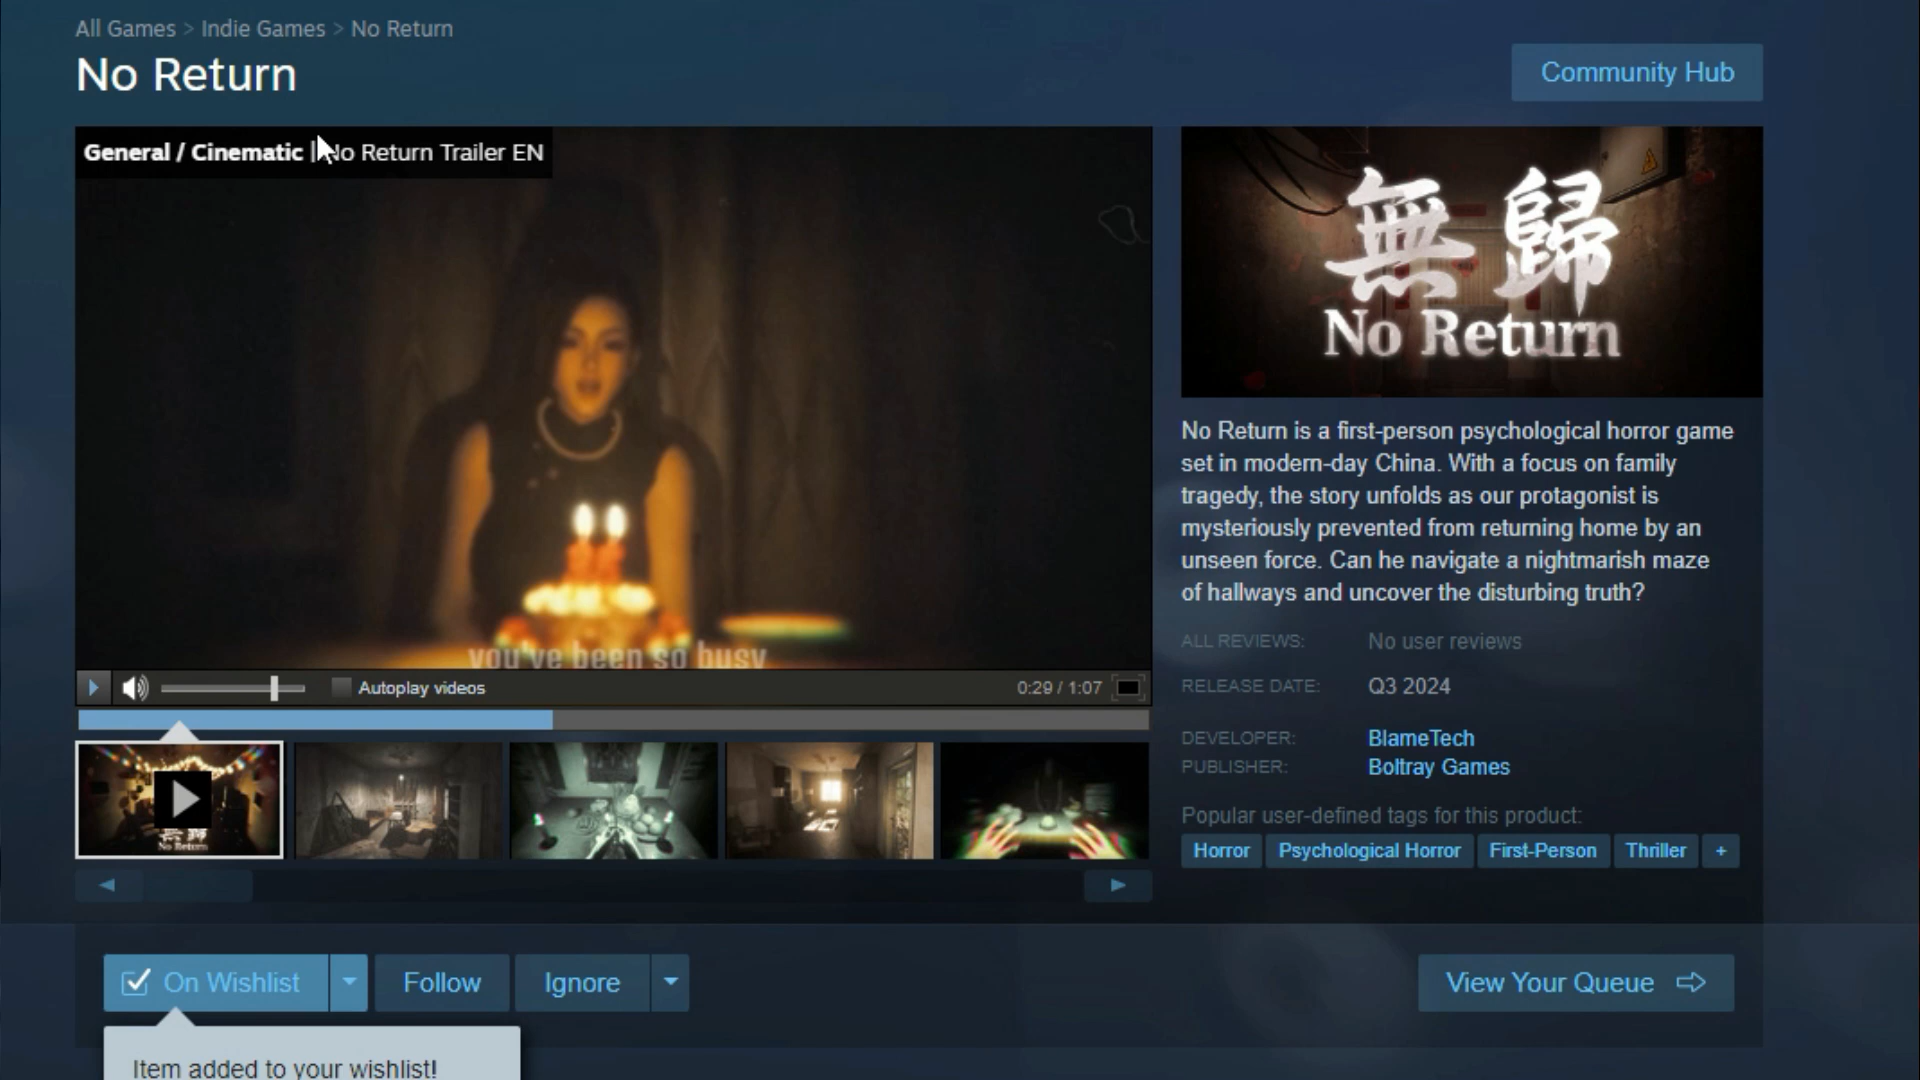 All Games > Indie Games > No Return
No Return
Community Hub
General / Cinematic | No Return Trailer EN
you've been so busy
Autoplay videos
0:29 / 1:07
無歸
No Return
無歸
No Return
No Return is a first-person psychological horror game
set in modern-day China. With a focus on family
tragedy, the story unfolds as our protagonist is
mysteriously prevented from returning home by an
unseen force. Can he navigate a nightmarish maze
of hallways and uncover the disturbing truth?
ALL REVIEWS: No user reviews
RELEASE DATE: Q3 2024
DEVELOPER: BlameTech
PUBLISHER: Boltray Games
Popular user-defined tags for this product:
Horror Psychological Horror First-Person Thriller +
On Wishlist Follow Ignore View Your Queue
Item added to your wishlist!